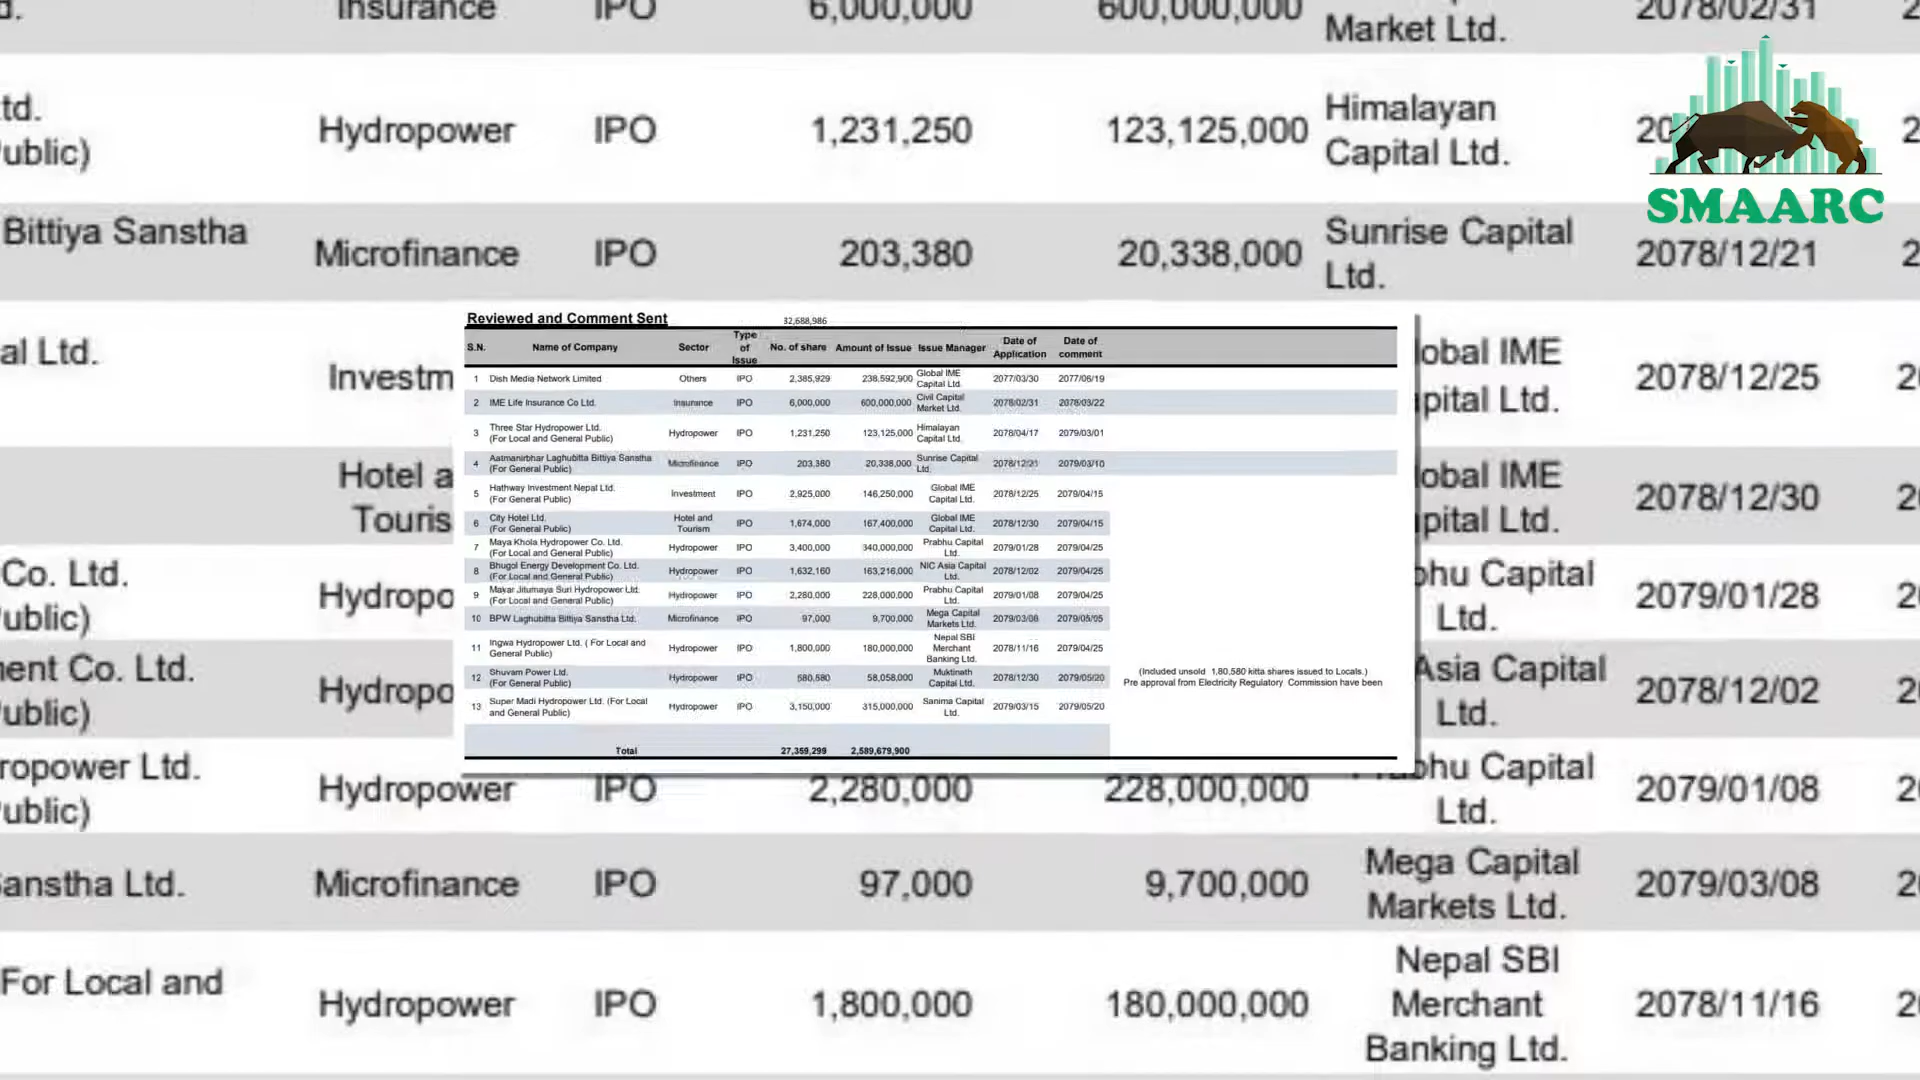 d.
Insurance IPO 6,000,000 600,000,000 Market Ltd. 2078/02/31 2
td.
Public)
Hydropower IPO 1,231,250 123,125,000
Himalayan
Capital Ltd.
20
2
SMAARC
Bittiya Sanstha
Microfinance IPO 203,380 20,338,000
Sunrise Capital
Ltd.
2078/12/21 2
al Ltd.
Investm
obal IME
pital Ltd.
2078/12/25 20
Hotel a
Touris
obal IME
pital Ltd.
2078/12/30 20
Co. Ltd.
Public)
Hydropo
bhu Capital
Ltd.
2079/01/28 20
ent Co. Ltd.
Public)
Hydropo
Asia Capital
Ltd.
2078/12/02 20
ropower Ltd.
Public)
Hydropower IPO 2,280,000 228,000,000
Prabhu Capital
Ltd.
2079/01/08 20
Sanstha Ltd.
Microfinance IPO 97,000 9,700,000
Mega Capital
Markets Ltd.
2079/03/08 20
For Local and
Hydropower IPO 1,800,000 180,000,000
Nepal SBI
Merchant
Banking Ltd.
2078/11/16 20
Reviewed and Comment Sent 32,688,986
S.N. Name of Company Sector Type of Issue No. of share Amount of Issue Issue Manager Date of Application Date of comment
1 Dish Media Network Limited Others IPO 2,385,929 238,592,900 Global IME Capital Ltd. 2077/03/30 2077/06/19
2 IME Life Insurance Co Ltd. Insurance IPO 6,000,000 600,000,000 Civil Capital Market Ltd. 2078/02/31 2078/03/22
3 Three Star Hydropower Ltd. (For Local and General Public) Hydropower IPO 1,231,250 123,125,000 Himalayan Capital Ltd. 2078/04/17 2079/03/01
4 Aatmanirbhar Laghubitta Bittiya Sanstha (For General Public) Microfinance IPO 203,380 20,338,000 Sunrise Capital Ltd. 2078/12/21 2079/03/10
5 Hathway Investment Nepal Ltd. (For General Public) Investment IPO 2,925,000 146,250,000 Global IME Capital Ltd. 2078/12/25 2079/04/15
6 City Hotel Ltd. (For General Public) Hotel and Tourism IPO 1,674,000 167,400,000 Global IME Capital Ltd. 2078/12/30 2079/04/15
7 Maya Khola Hydropower Co. Ltd. (For Local and General Public) Hydropower IPO 3,400,000 340,000,000 Prabhu Capital Ltd. 2079/01/28 2079/04/25
8 Bhugol Energy Development Co. Ltd. (For Local and General Public) Hydropower IPO 1,632,160 163,216,000 NIC Asia Capital Ltd. 2078/12/02 2079/04/25
9 Makar Jitumaya Suri Hydropower Ltd. (For Local and General Public) Hydropower IPO 2,280,000 228,000,000 Prabhu Capital Ltd. 2079/01/08 2079/04/25
10 BPW Laghubitta Bittiya Sanstha Ltd. Microfinance IPO 97,000 9,700,000 Mega Capital Markets Ltd. 2079/03/08 2079/05/05
11 Ingwa Hydropower Ltd. ( For Local and General Public) Hydropower IPO 1,800,000 180,000,000 Nepal SBI Merchant Banking Ltd. 2078/11/16 2079/04/25
12 Shuvam Power Ltd. (For General Public) Hydropower IPO 580,580 58,058,000 Muktinath Capital Ltd. 2078/12/30 2079/05/20 (Included unsold 1,80,580 kitta shares issued to Locals.) Pre approval from Electricity Regulatory Commission have been
13 Super Madi Hydropower Ltd. (For Local and General Public) Hydropower IPO 3,150,000 315,000,000 Sanima Capital Ltd. 2079/03/15 2079/05/20
Total 27,359,299 2,589,679,900